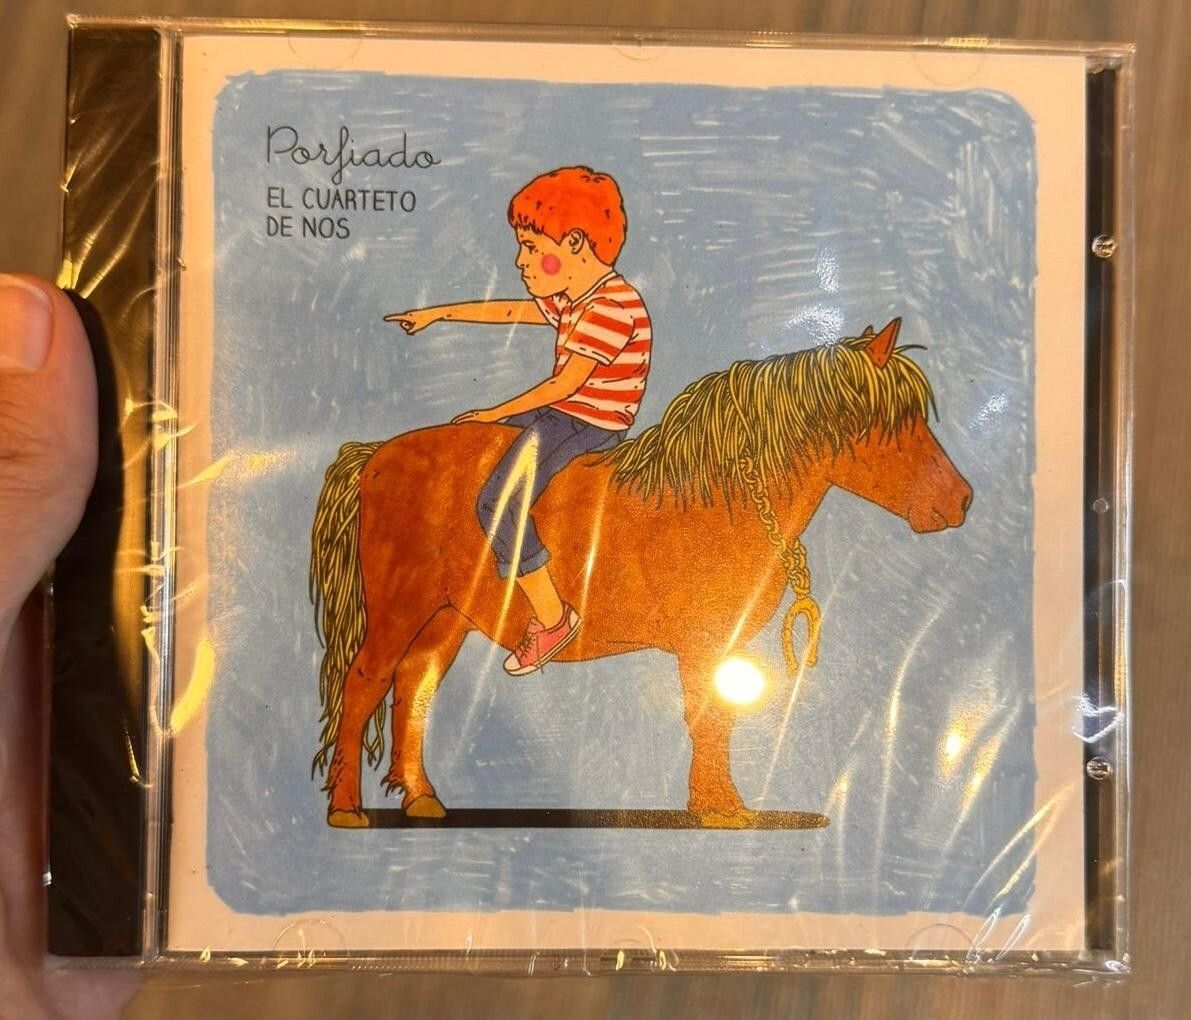 Porfiado
EL CUARTETO
DE NOS